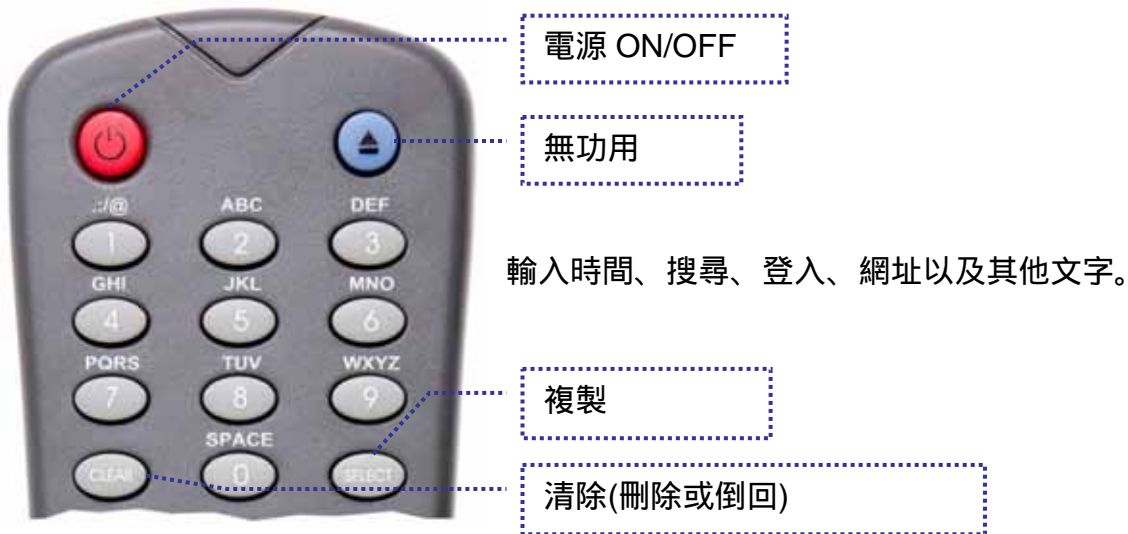 電源 ON/OFF
無功用
.:/@ ABC DEF
1 2 3
輸入時間、搜尋、登入、網址以及其他文字。
GHI JKL MNO
4 5 6
PQRS TUV WXYZ
7 8 9
複製
SPACE
CLEAR 0 SELECT
清除(刪除或倒回)